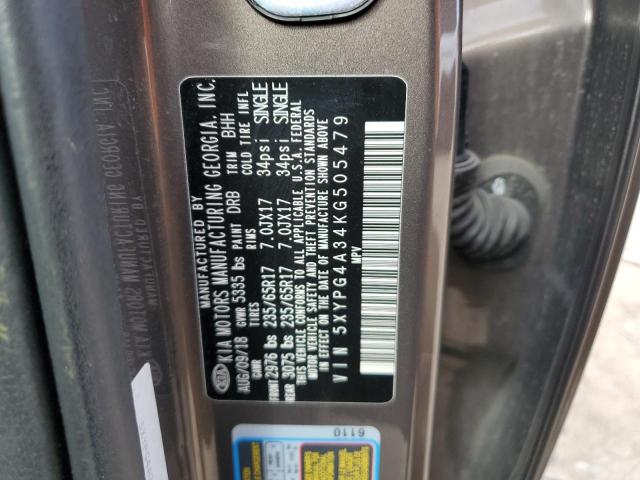 MANUFACTURED BY
KIA KIA MOTORS MANUFACTURING GEORGIA, INC.
AUG/09/18 GVWR 5335 lbs PAINT DRB TRIM BHH
GAWR TIRES RIMS COLD TIRE INFL
FRONT 2976 lbs 235/65R17 7.0JX17 34psi SINGLE
REAR 3075 lbs 235/65R17 7.0JX17 34psi SINGLE
THIS VEHICLE CONFORMS TO ALL APPLICABLE U.S.A. FEDERAL
MOTOR VEHICLE SAFETY AND THEFT PREVENTION STANDARDS
IN EFFECT ON THE DATE OF MANUFACTURE SHOWN ABOVE.
VIN 5XYPG4A34KG505479
MPV
6110